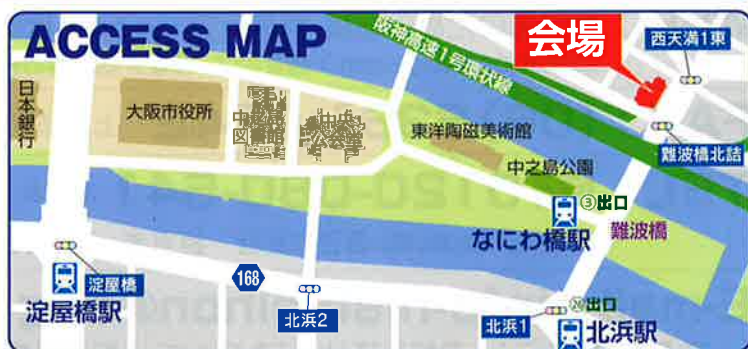 ACCESS MAP
阪神高速1号環状線
会場
西天満1東
日本銀行
大阪市役所
東洋陶磁美術館
難波橋北詰
中之島公園
③出口
なにわ橋駅
難波橋
168
淀屋橋
淀屋橋駅
北浜2
北浜1
出口
北浜駅